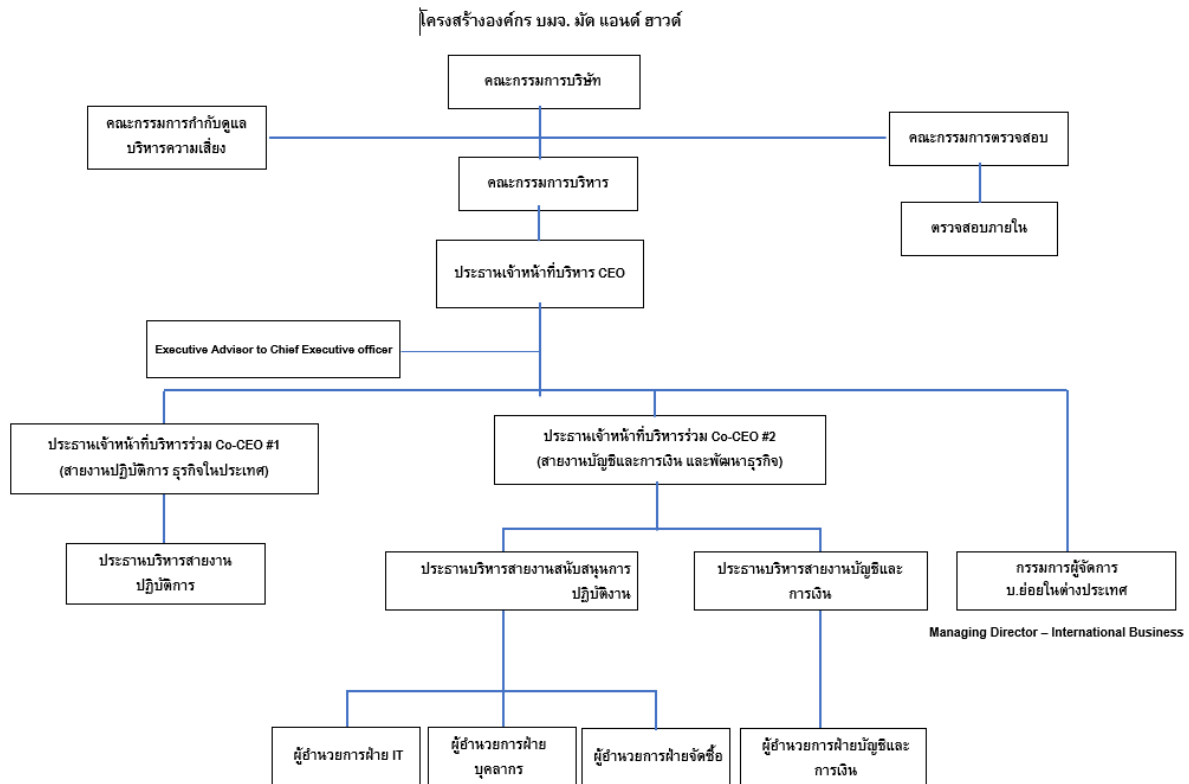 โครงสร้างองค์กร บมจ. มัด แอนด์ ฮาวด์
คณะกรรมการบริษัท
คณะกรรมการกำกับดูแล
บริหารความเสี่ยง
คณะกรรมการตรวจสอบ
คณะกรรมการบริหาร
ตรวจสอบภายใน
ประธานเจ้าหน้าที่บริหาร CEO
Executive Advisor to Chief Executive officer
ประธานเจ้าหน้าที่บริหารร่วม Co-CEO #1
(สายงานปฏิบัติการ ธุรกิจในประเทศ)
ประธานเจ้าหน้าที่บริหารร่วม Co-CEO #2
(สายงานบัญชีและการเงิน และพัฒนาธุรกิจ)
ประธานบริหารสายงาน
ปฏิบัติการ
ประธานบริหารสายงานสนับสนุนการ
ปฏิบัติงาน
ประธานบริหารสายงานบัญชีและ
การเงิน
กรรมการผู้จัดการ
บ.ย่อยในต่างประเทศ
Managing Director – International Business
ผู้อำนวยการฝ่าย IT
ผู้อำนวยการฝ่าย
บุคลากร
ผู้อำนวยการฝ่ายจัดซื้อ
ผู้อำนวยการฝ่ายบัญชีและ
การเงิน